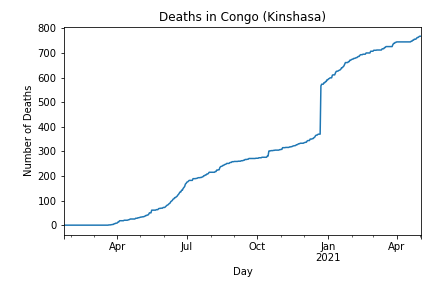 Deaths in Congo (Kinshasa)
800
700
600
500
400
300
200
100
0
Number of Deaths
Apr
Jul
Oct
Jan
2021
Apr
Day